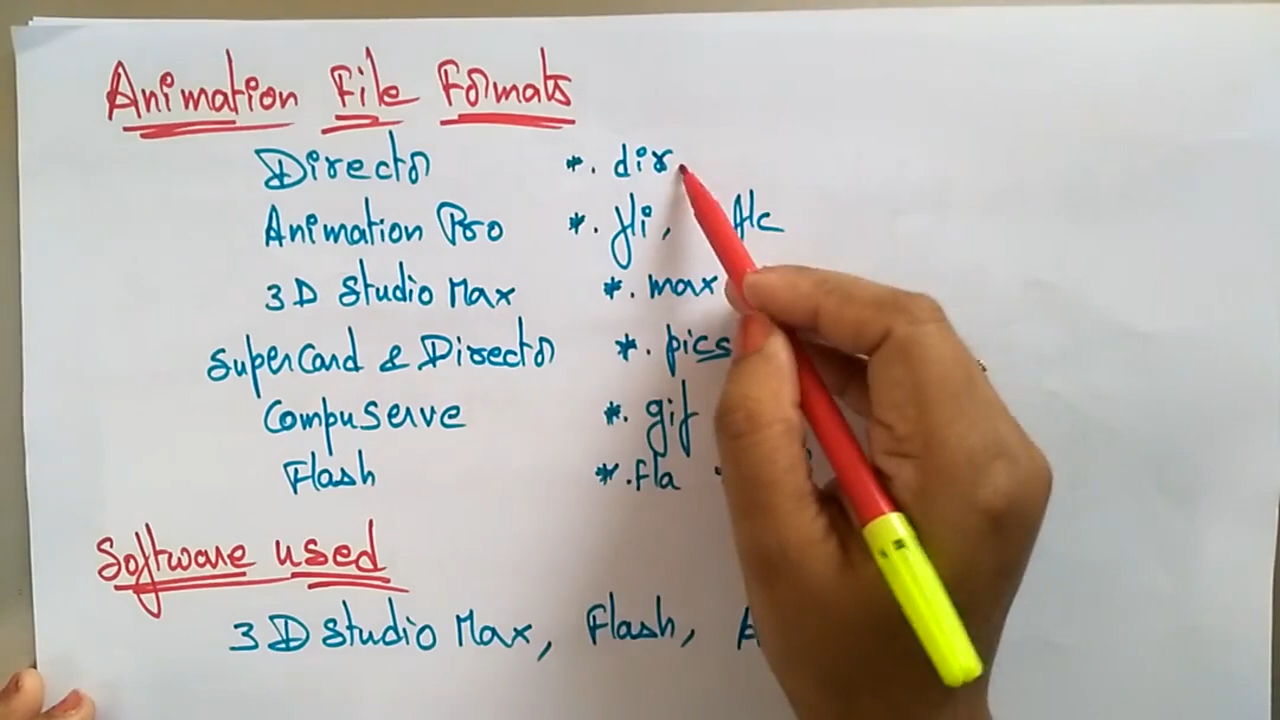 Animation File Formats
Director *. dir
Animation Pro *. fli, flc
3D Studio Max *. max
SuperCard & Director *. pics
CompuServe *. gif
Flash *.fla
Software used
3D Studio Max, Flash,